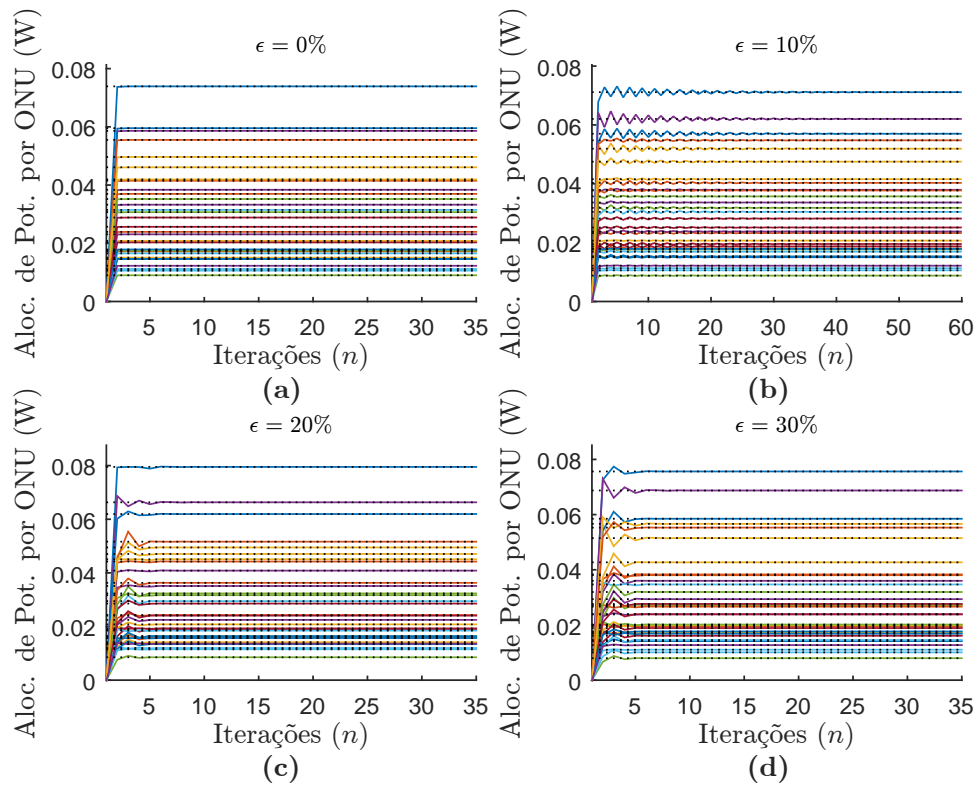 ϵ = 0%
Aloc. de Pot. por ONU (W)
0.08
0.06
0.04
0.02
0
5 10 15 20 25 30 35
Iterações (n)
(a)
ϵ = 10%
Aloc. de Pot. por ONU (W)
0.08
0.06
0.04
0.02
0
10 20 30 40 50 60
Iterações (n)
(b)
ϵ = 20%
Aloc. de Pot. por ONU (W)
0.08
0.06
0.04
0.02
0
5 10 15 20 25 30 35
Iterações (n)
(c)
ϵ = 30%
Aloc. de Pot. por ONU (W)
0.08
0.06
0.04
0.02
0
5 10 15 20 25 30 35
Iterações (n)
(d)